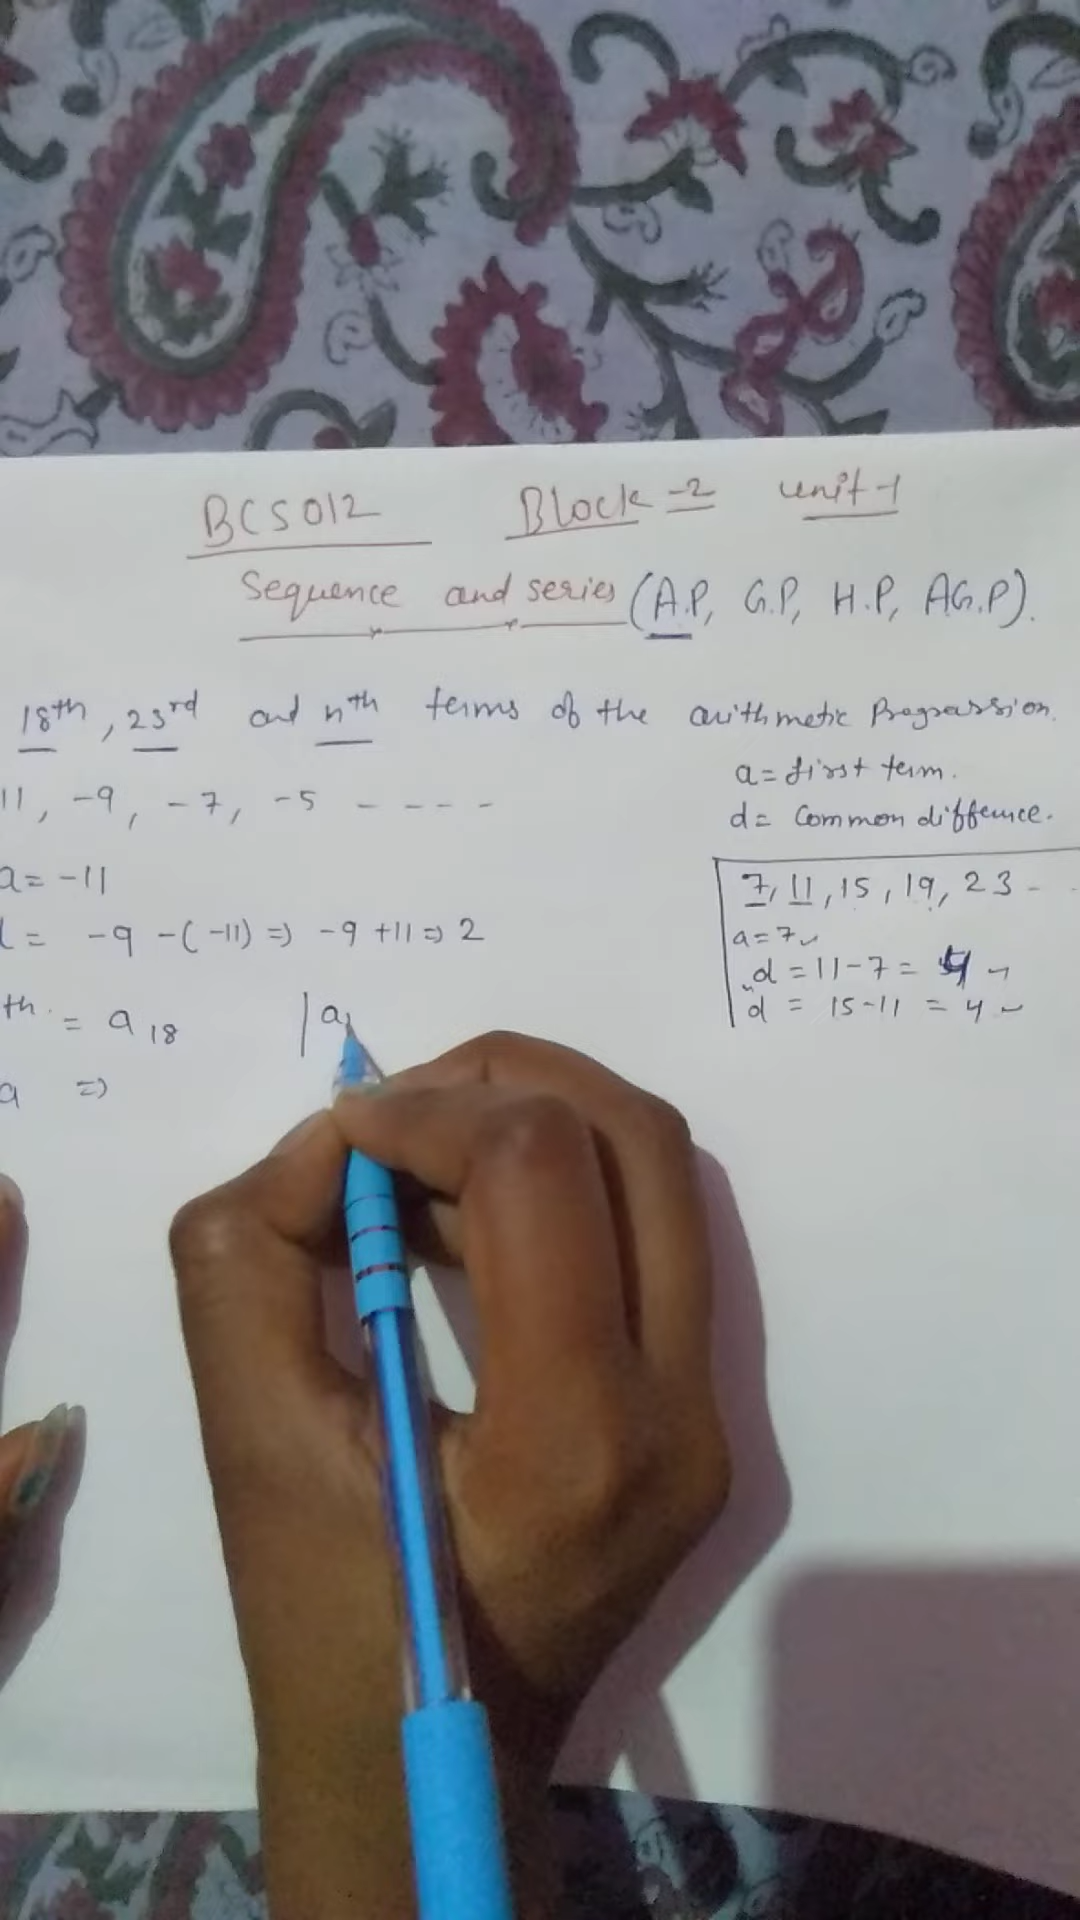 BCS012 Block-2 unit-1
Sequence and series (A.P, G.P, H.P, AG.P).
18th, 23rd and nth terms of the arithmetic Progression.
11, -9, -7, -5 - - - -
a = first term.
d = Common diffence.
a = -11
= -9 -(-11) => -9 +11 => 2
7, 11, 15, 19, 23 - -
a = 7
d = 11-7 = 4
d = 15-11 = 4
th = a18
a
a =>